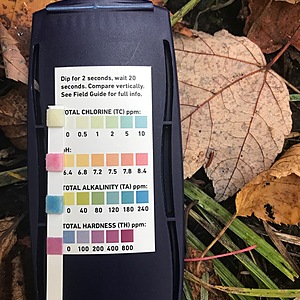 Dip for 2 seconds, wait 20
seconds. Compare vertically.
See Field Guide for full info.
TOTAL CHLORINE (TC) ppm:
0 0.5 1 2 5 10
pH:
6.4 6.8 7.2 7.5 7.8 8.4
TOTAL ALKALINITY (TA) ppm:
0 40 80 120 180 240
TOTAL HARDNESS (TH) ppm:
0 100 200 400 800